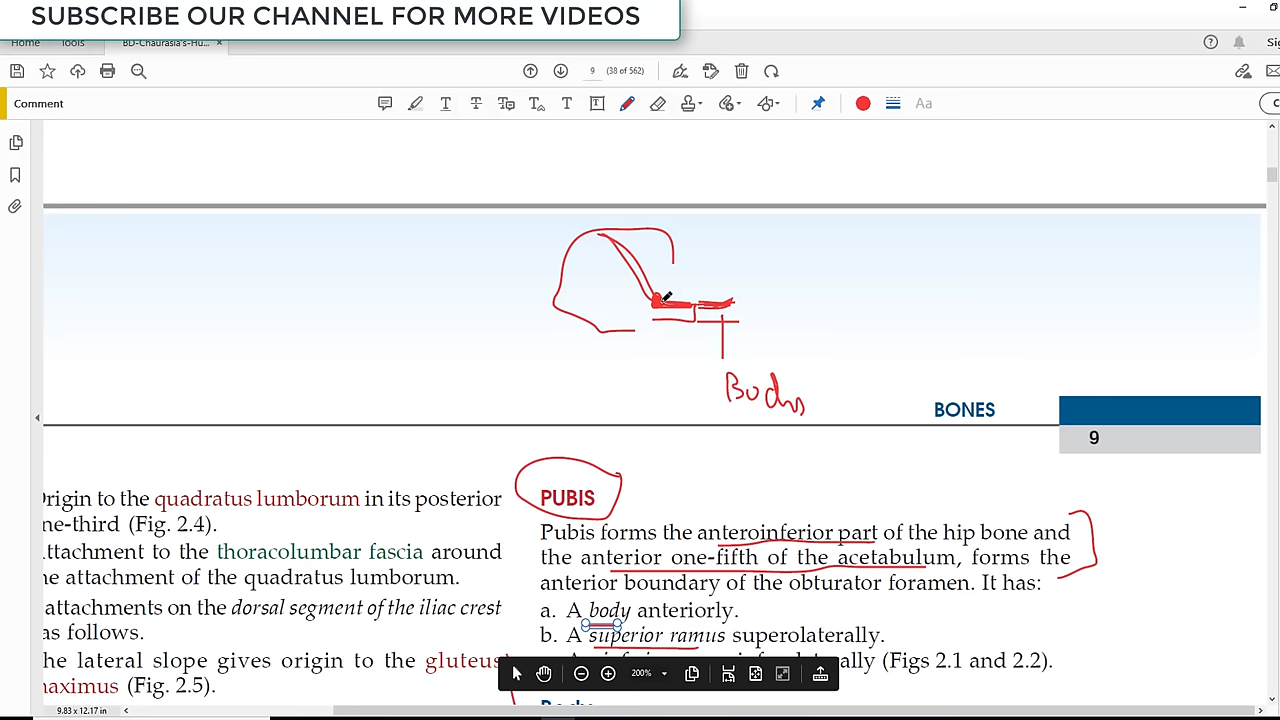 SUBSCRIBE OUR CHANNEL FOR MORE VIDEOS
Home Tools BD-Chaurasia's-Hu...
9 (38 of 562)
Comment
Aa
Body
BONES
9
Origin to the quadratus lumborum in its posterior
ne-third (Fig. 2.4).
ttachment to the thoracolumbar fascia around
he attachment of the quadratus lumborum.
attachments on the dorsal segment of the iliac crest
as follows.
he lateral slope gives origin to the gluteus
maximus (Fig. 2.5).
PUBIS
Pubis forms the anteroinferior part of the hip bone and
the anterior one-fifth of the acetabulum, forms the
anterior boundary of the obturator foramen. It has:
a. A body anteriorly.
b. A superior ramus superolaterally.
(Figs 2.1 and 2.2).
200%
9.83 x 12.17 in